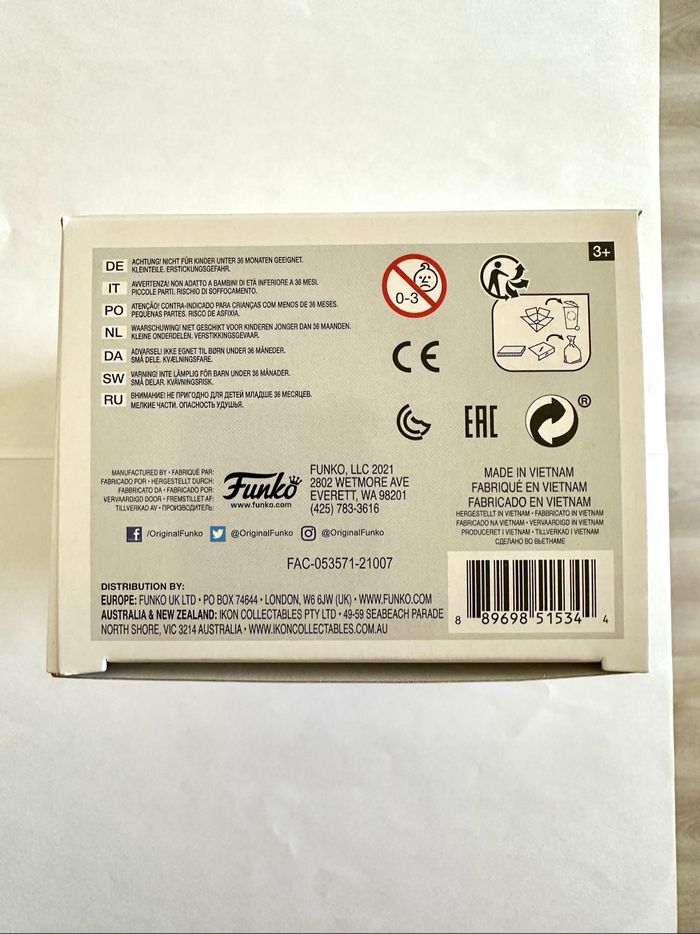 3+
DE ACHTUNG! NICHT FÜR KINDER UNTER 36 MONATEN GEEIGNET.
KLEINTEILE. ERSTICKUNGSGEFAHR.
IT AVVERTENZA! NON ADATTO A BAMBINI DI ETÀ INFERIORE A 36 MESI.
PICCOLE PARTI. RISCHIO DI SOFFOCAMENTO.
PO ATENÇÃO! CONTRA-INDICADO PARA CRIANÇAS COM MENOS DE 36 MESES.
PEQUENAS PARTES. RISCO DE ASFIXIA.
NL WAARSCHUWING! NIET GESCHIKT VOOR KINDEREN JONGER DAN 36 MAANDEN.
KLEINE ONDERDELEN. VERSTIKKINGSGEVAAR.
DA ADVARSEL! IKKE EGNET TIL BØRN UNDER 36 MÅNEDER.
SMÅ DELE. KVÆLNINGSFARE.
SW VARNING! INTE LÄMPLIG FÖR BARN UNDER 36 MÅNADER.
SMÅ DELAR. KVÄVNINGSRISK.
RU ВНИМАНИЕ! НЕ ПРИГОДНО ДЛЯ ДЕТЕЙ МЛАДШЕ 36 МЕСЯЦЕВ.
МЕЛКИЕ ЧАСТИ. ОПАСНОСТЬ УДУШЬЯ.
0-3
CE
EAC
®
MANUFACTURED BY • FABRIQUÉ PAR:
FABRICADO POR • HERGESTELLT DURCH:
FABBRICATO DA • FABRICADO POR:
VERVAARDIGD DOOR • FREMSTILLET AF:
TILLVERKAD AV • ПРОИЗВОДИТЕЛЬ:
Funko
www.funko.com
FUNKO, LLC 2021
2802 WETMORE AVE
EVERETT, WA 98201
(425) 783-3616
MADE IN VIETNAM
FABRIQUÉ EN VIETNAM
FABRICADO EN VIETNAM
HERGESTELLT IN VIETNAM • FABBRICATO IN VIETNAM
FABRICADO NA VIETNAM • VERVAARDIGD IN VIETNAM
PRODUCERET I VIETNAM • TILLVERKAD I VIETNAM
СДЕЛАНО ВО ВЬЕТНАМЕ
f /OriginalFunko @OriginalFunko @OriginalFunko
FAC-053571-21007
DISTRIBUTION BY:
EUROPE: FUNKO UK LTD • PO BOX 74644 • LONDON, W6 6JW (UK) • WWW.FUNKO.COM
AUSTRALIA & NEW ZEALAND: IKON COLLECTABLES PTY LTD • 49-59 SEABEACH PARADE
NORTH SHORE, VIC 3214 AUSTRALIA • WWW.IKONCOLLECTABLES.COM.AU
8 89698 51534 4